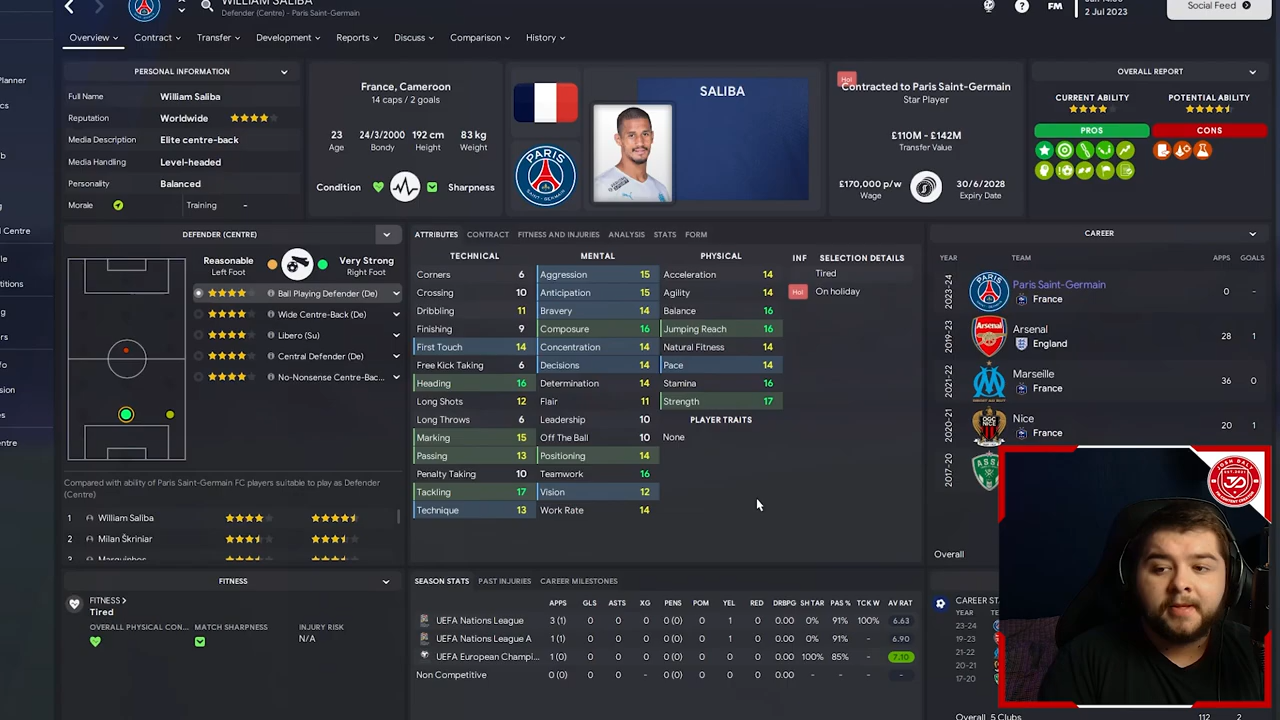 WILLIAM SALIBA
Defender (Centre) - Paris Saint-Germain
FM
2 Jul 2023
Social Feed
Overview
Contract
Transfer
Development
Reports
Discuss
Comparison
History
PERSONAL INFORMATION
Full Name William Saliba
Reputation Worldwide
Media Description Elite centre-back
Media Handling Level-headed
Personality Balanced
Morale Training -
France, Cameroon
14 caps / 2 goals
23 24/3/2000 192 cm 83 kg
Age Bondy Height Weight
Condition Sharpness
PARIS
SALIBA
Hol
Contracted to Paris Saint-Germain
Star Player
£110M - £142M
Transfer Value
£170,000 p/w 30/6/2028
Wage Expiry Date
OVERALL REPORT
CURRENT ABILITY POTENTIAL ABILITY
PROS CONS
DEFENDER (CENTRE)
Reasonable Very Strong
Left Foot Right Foot
Ball Playing Defender (De)
Wide Centre-Back (De)
Libero (Su)
Central Defender (De)
No-Nonsense Centre-Bac...
Compared with ability of Paris Saint-Germain FC players suitable to play as Defender
(Centre)
1 William Saliba
2 Milan Škriniar
3 Marquinhos
ATTRIBUTES CONTRACT FITNESS AND INJURIES ANALYSIS STATS FORM
TECHNICAL MENTAL PHYSICAL
Corners 6 Aggression 15 Acceleration 14
Crossing 10 Anticipation 15 Agility 14
Dribbling 11 Bravery 14 Balance 16
Finishing 9 Composure 16 Jumping Reach 16
First Touch 14 Concentration 14 Natural Fitness 14
Free Kick Taking 6 Decisions 14 Pace 14
Heading 16 Determination 14 Stamina 16
Long Shots 12 Flair 11 Strength 17
Long Throws 6 Leadership 10 PLAYER TRAITS
Marking 15 Off The Ball 10 None
Passing 13 Positioning 14
Penalty Taking 10 Teamwork 16
Tackling 17 Vision 12
Technique 13 Work Rate 14
INF SELECTION DETAILS
Tired
Hol On holiday
CAREER
YEAR TEAM APPS GOALS
2023-24 Paris Saint-Germain 0 -
France
2019-23 Arsenal 28 1
England
2021-22 Marseille 36 0
France
2020-21 Nice 20 1
France
2017-20
Overall
FITNESS
FITNESS >
Tired
OVERALL PHYSICAL CON... MATCH SHARPNESS INJURY RISK
N/A
SEASON STATS PAST INJURIES CAREER MILESTONES
COMP APPS GLS ASTS XG PENS POM YEL RED DRBPG SH TAR PAS % TCK W AV RAT
UEFA Nations League 3 (1) 0 0 0 0 (0) 0 1 0 0.00 0% 91% 100% 6.63
UEFA Nations League A 1 (1) 0 0 0 0 (0) 0 1 0 0.00 0% 91% - 6.90
UEFA European Champi... 1 (0) 0 0 0 0 (0) 0 0 0 0.00 100% 85% - 7.10
Non Competitive 0 (0) 0 0 - 0 (0) 0 0 0 0.00 0% - - -
CAREER ST
YEAR
23-24
19-23
21-22
20-21
17-20
Overall 5 Clubs 112 2
JOSH DALY
JD
FM CONTENT CREATOR